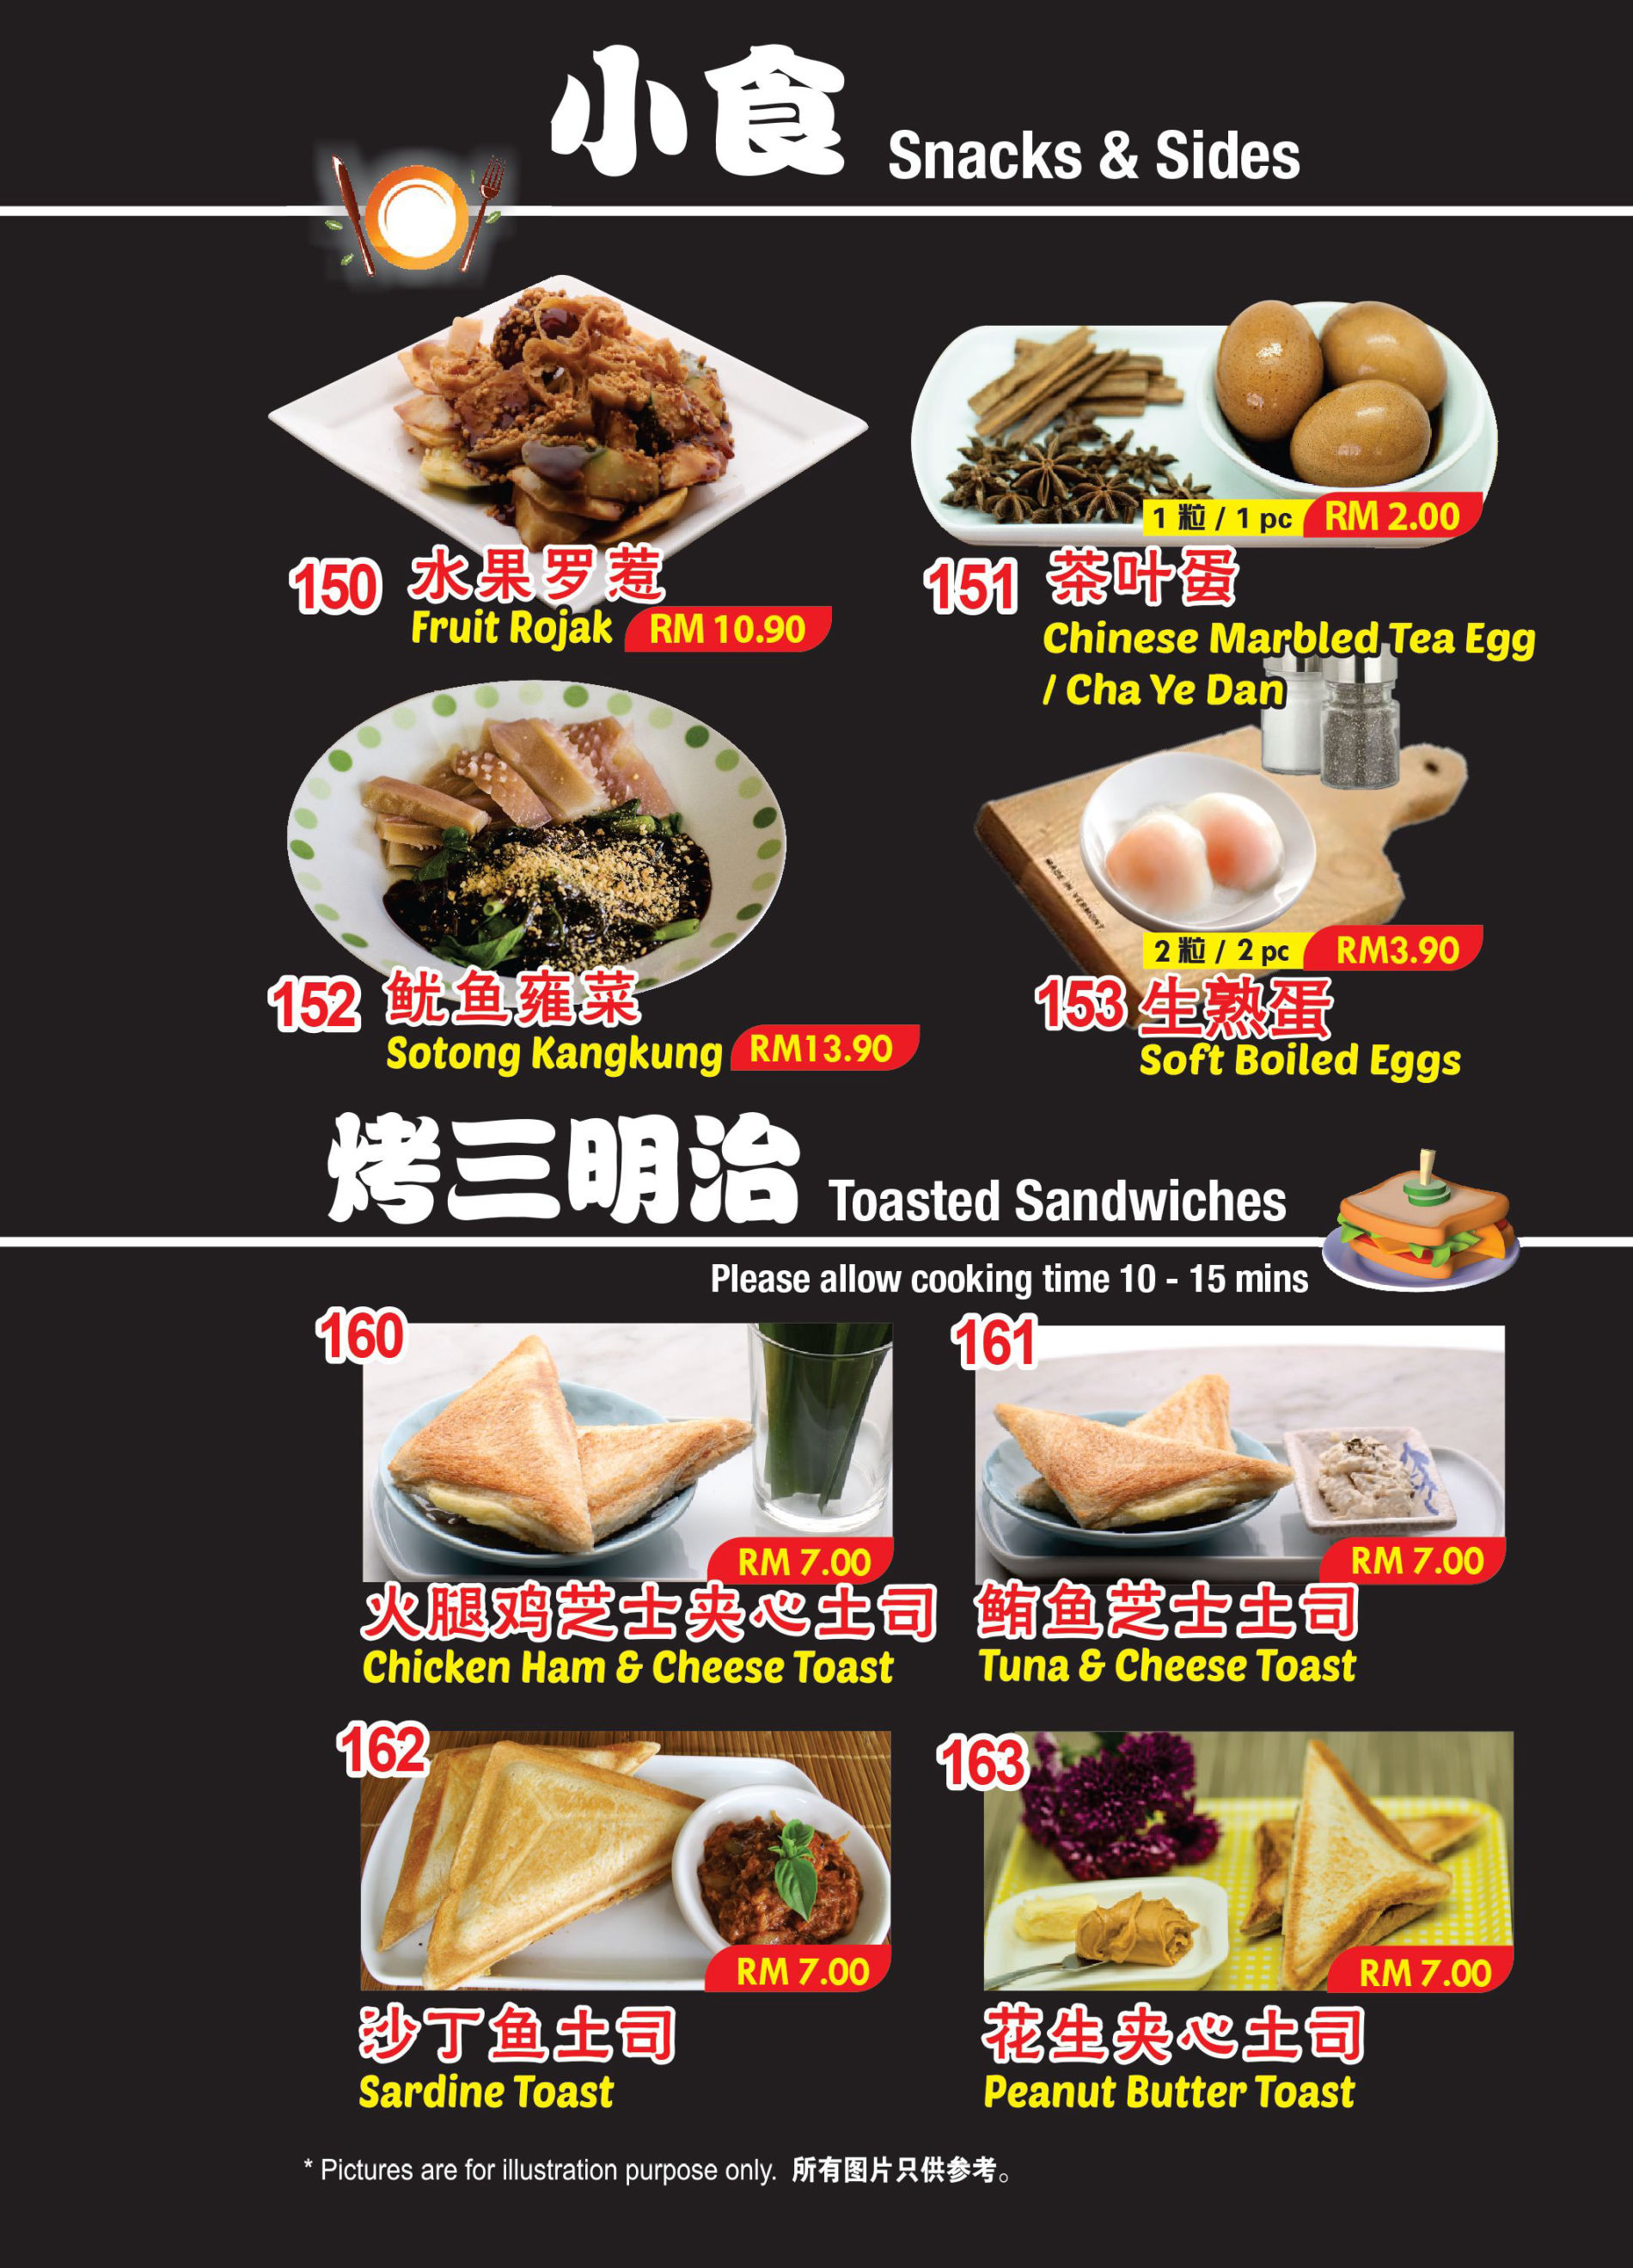 小食 Snacks & Sides
1 粒 / 1 pc RM 2.00
150 水果罗惹
Fruit Rojak RM 10.90
151 茶叶蛋
Chinese Marbled Tea Egg
/ Cha Ye Dan
MADE IN VERMONT
152 鱿鱼蕹菜
Sotong Kangkung RM13.90
2 粒 / 2 pc RM3.90
153 生熟蛋
Soft Boiled Eggs
烤三明治 Toasted Sandwiches
Please allow cooking time 10 - 15 mins
160
RM 7.00
火腿鸡芝士夹心土司
Chicken Ham & Cheese Toast
161
RM 7.00
鲔鱼芝士土司
Tuna & Cheese Toast
162
RM 7.00
沙丁鱼土司
Sardine Toast
163
RM 7.00
花生夹心土司
Peanut Butter Toast
* Pictures are for illustration purpose only. 所有图片只供参考。